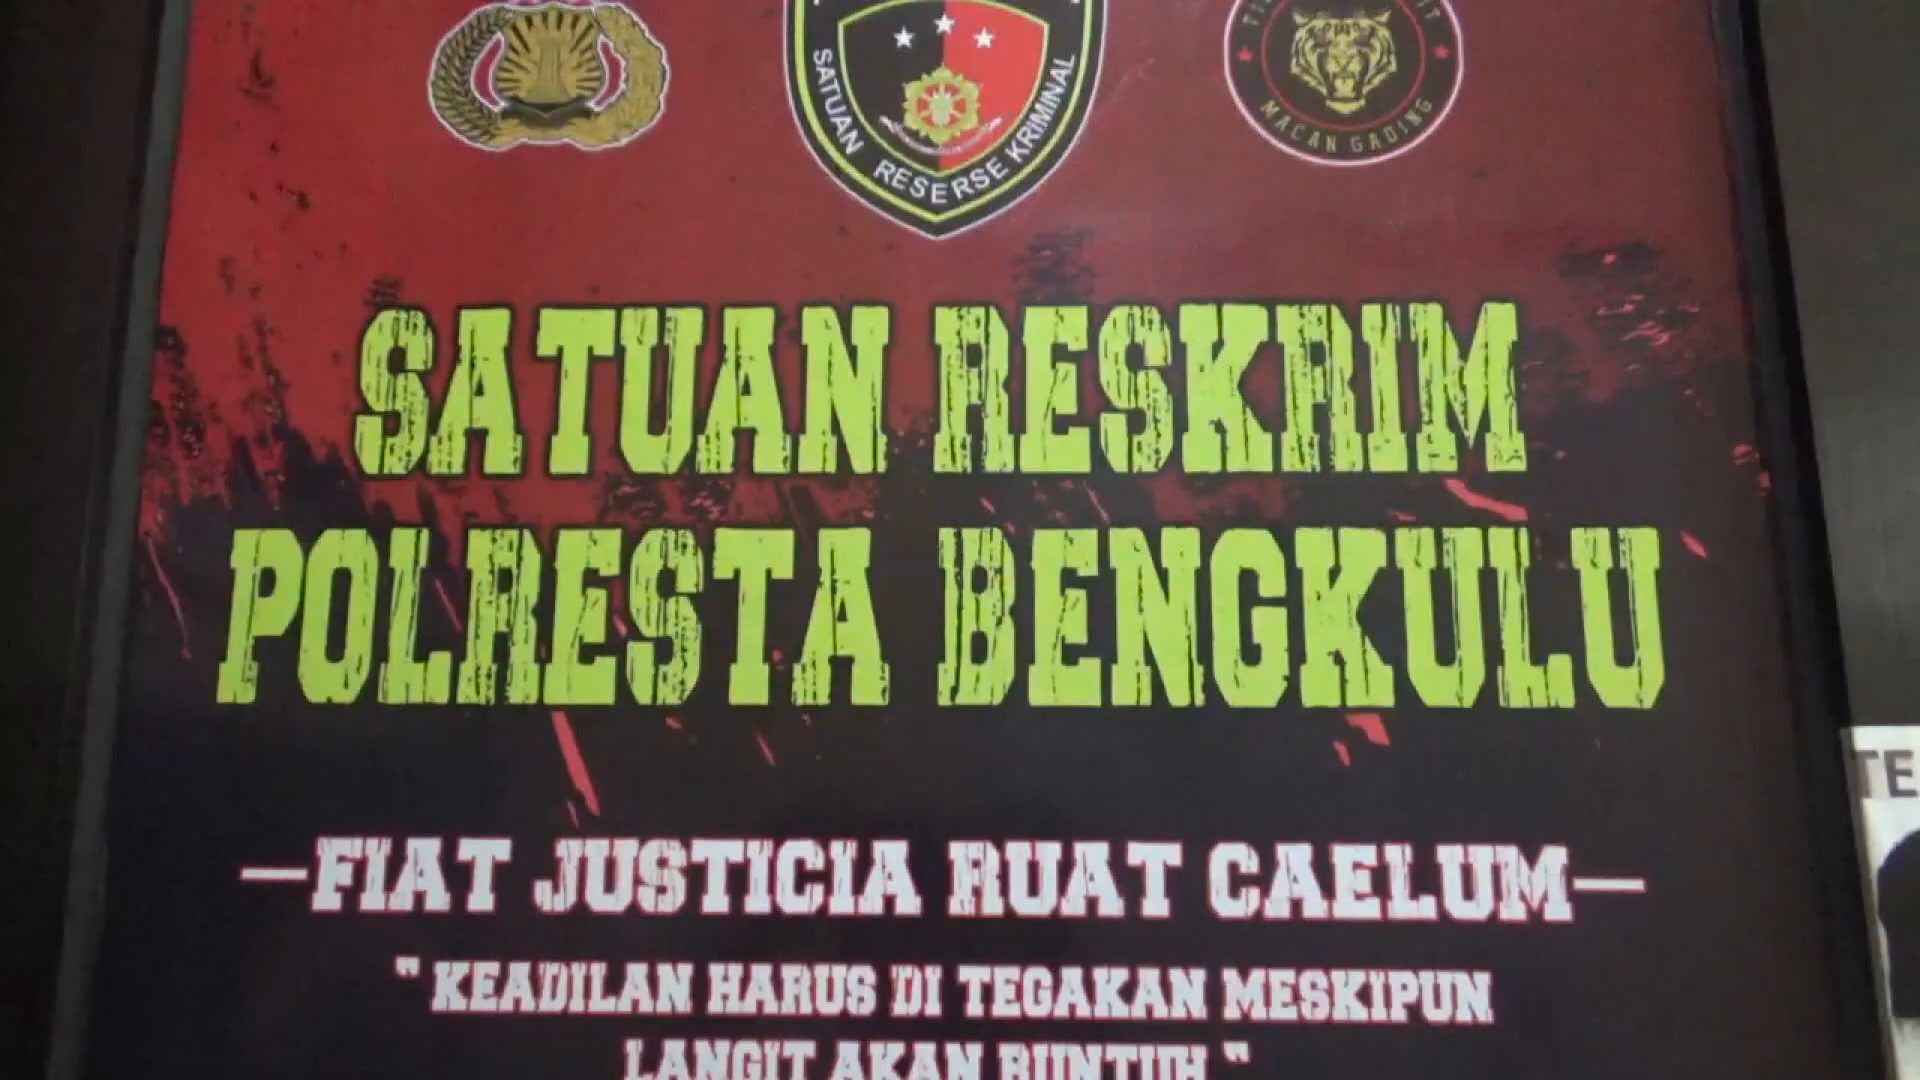 SATUAN RESERSE KRIMINAL
MACAN GADING
SATUAN RESKRIM
POLRESTA BENGKULU
—FIAT JUSTICIA RUAT CAELUM—
" KEADILAN HARUS DI TEGAKAN MESKIPUN
LANGIT AKAN RUNTUH "